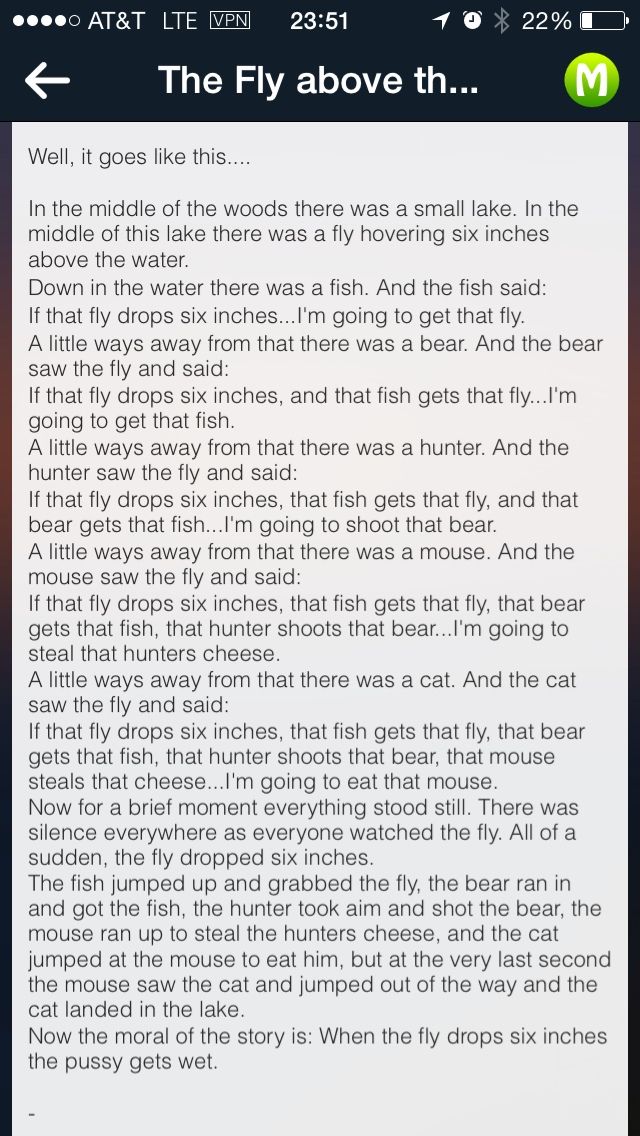 AT&T LTE VPN 23:51 22%
The Fly above th...
M
Well, it goes like this....
In the middle of the woods there was a small lake. In the
middle of this lake there was a fly hovering six inches
above the water.
Down in the water there was a fish. And the fish said:
If that fly drops six inches...I'm going to get that fly.
A little ways away from that there was a bear. And the bear
saw the fly and said:
If that fly drops six inches, and that fish gets that fly...I'm
going to get that fish.
A little ways away from that there was a hunter. And the
hunter saw the fly and said:
If that fly drops six inches, that fish gets that fly, and that
bear gets that fish...I'm going to shoot that bear.
A little ways away from that there was a mouse. And the
mouse saw the fly and said:
If that fly drops six inches, that fish gets that fly, that bear
gets that fish, that hunter shoots that bear...I'm going to
steal that hunters cheese.
A little ways away from that there was a cat. And the cat
saw the fly and said:
If that fly drops six inches, that fish gets that fly, that bear
gets that fish, that hunter shoots that bear, that mouse
steals that cheese...I'm going to eat that mouse.
Now for a brief moment everything stood still. There was
silence everywhere as everyone watched the fly. All of a
sudden, the fly dropped six inches.
The fish jumped up and grabbed the fly, the bear ran in
and got the fish, the hunter took aim and shot the bear, the
mouse ran up to steal the hunters cheese, and the cat
jumped at the mouse to eat him, but at the very last second
the mouse saw the cat and jumped out of the way and the
cat landed in the lake.
Now the moral of the story is: When the fly drops six inches
the pussy gets wet.
-